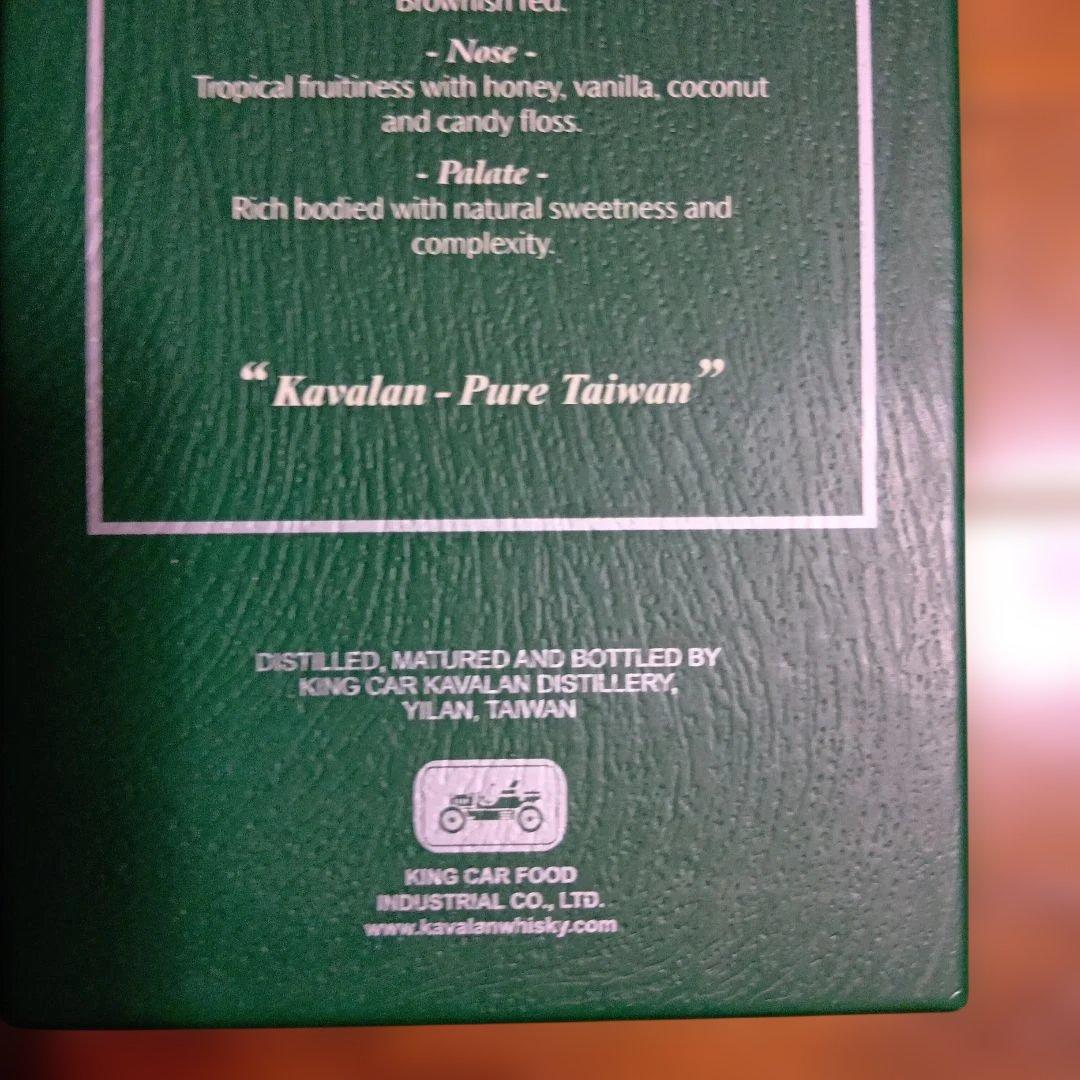 Brownish red.
- Nose -
Tropical fruitiness with honey, vanilla, coconut
and candy floss.
- Palate -
Rich bodied with natural sweetness and
complexity.
“Kavalan - Pure Taiwan”
DISTILLED, MATURED AND BOTTLED BY
KING CAR KAVALAN DISTILLERY,
YILAN, TAIWAN
KING CAR FOOD
INDUSTRIAL CO., LTD.
www.kavalanwhisky.com